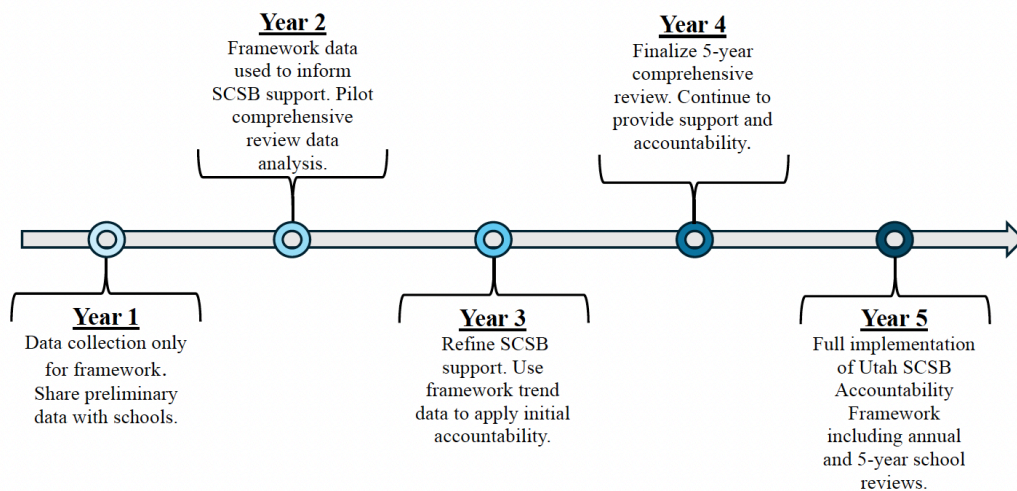 Year 1
Data collection only
for framework.
Share preliminary
data with schools.
Year 2
Framework data
used to inform
SCSB support. Pilot
comprehensive
review data
analysis.
Year 3
Refine SCSB
support. Use
framework trend
data to apply initial
accountability.
Year 4
Finalize 5-year
comprehensive
review. Continue to
provide support and
accountability.
Year 5
Full implementation
of Utah SCSB
Accountability
Framework
including annual
and 5-year school
reviews.